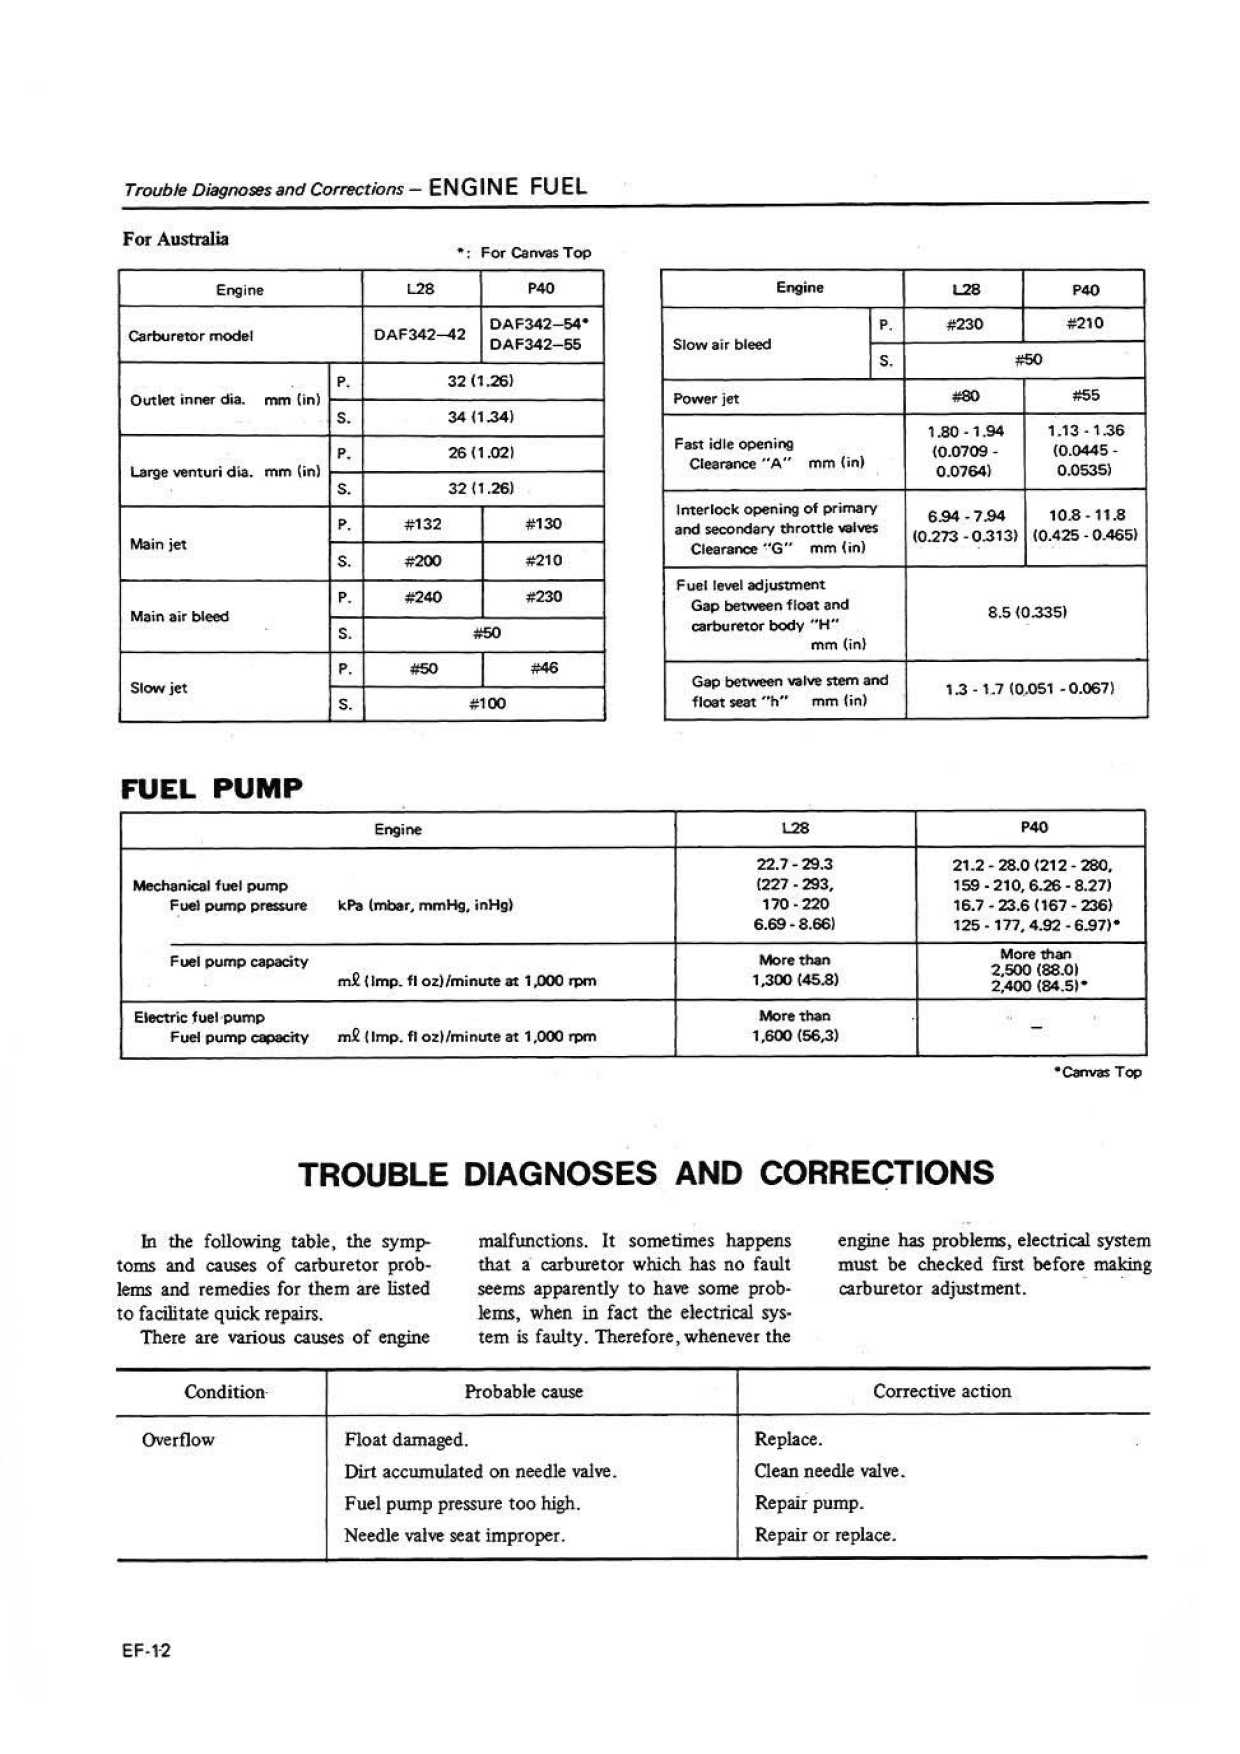 Trouble Diagnoses and Corrections – ENGINE FUEL
For Australia
*: For Canvas Top
Engine L28 P40
Carburetor model DAF342–42 DAF342–54*
DAF342–55
Outlet inner dia. mm (in) P. 32 (1.26)
S. 34 (1.34)
Large venturi dia. mm (in) P. 26 (1.02)
S. 32 (1.26)
Main jet P. #132 #130
S. #200 #210
Main air bleed P. #240 #230
S. #50
Slow jet P. #50 #46
S. #100
Engine L28 P40
Slow air bleed P. #230 #210
S. #50
Power jet #80 #55
Fast idle opening
Clearance "A" mm (in)
1.80 - 1.94
(0.0709 -
0.0764)
1.13 - 1.36
(0.0445 -
0.0535)
Interlock opening of primary
and secondary throttle valves
Clearance "G" mm (in)
6.94 - 7.94
(0.273 - 0.313)
10.8 - 11.8
(0.425 - 0.465)
Fuel level adjustment
Gap between float and
carburetor body "H"
mm (in)
8.5 (0.335)
Gap between valve stem and
float seat "h" mm (in)
1.3 - 1.7 (0.051 - 0.067)
FUEL PUMP
Engine L28 P40
Mechanical fuel pump
Fuel pump pressure kPa (mbar, mmHg, inHg)
22.7 - 29.3
(227 - 293,
170 - 220
6.69 - 8.66)
21.2 - 28.0 (212 - 280,
159 - 210, 6.26 - 8.27)
16.7 - 23.6 (167 - 236)
125 - 177, 4.92 - 6.97)*
Fuel pump capacity
mℓ (Imp. fl oz)/minute at 1,000 rpm
More than
1,300 (45.8)
More than
2,500 (88.0)
2,400 (84.5)*
Electric fuel pump
Fuel pump capacity mℓ (Imp. fl oz)/minute at 1,000 rpm
More than
1,600 (56,3)
–
*Canvas Top
TROUBLE DIAGNOSES AND CORRECTIONS
In the following table, the symp-
toms and causes of carburetor prob-
lems and remedies for them are listed
to facilitate quick repairs.
There are various causes of engine
malfunctions. It sometimes happens
that a carburetor which has no fault
seems apparently to have some prob-
lems, when in fact the electrical sys-
tem is faulty. Therefore, whenever the
engine has problems, electrical system
must be checked first before making
carburetor adjustment.
Condition Probable cause Corrective action
Overflow Float damaged. Replace.
Dirt accumulated on needle valve. Clean needle valve.
Fuel pump pressure too high. Repair pump.
Needle valve seat improper. Repair or replace.
EF-12